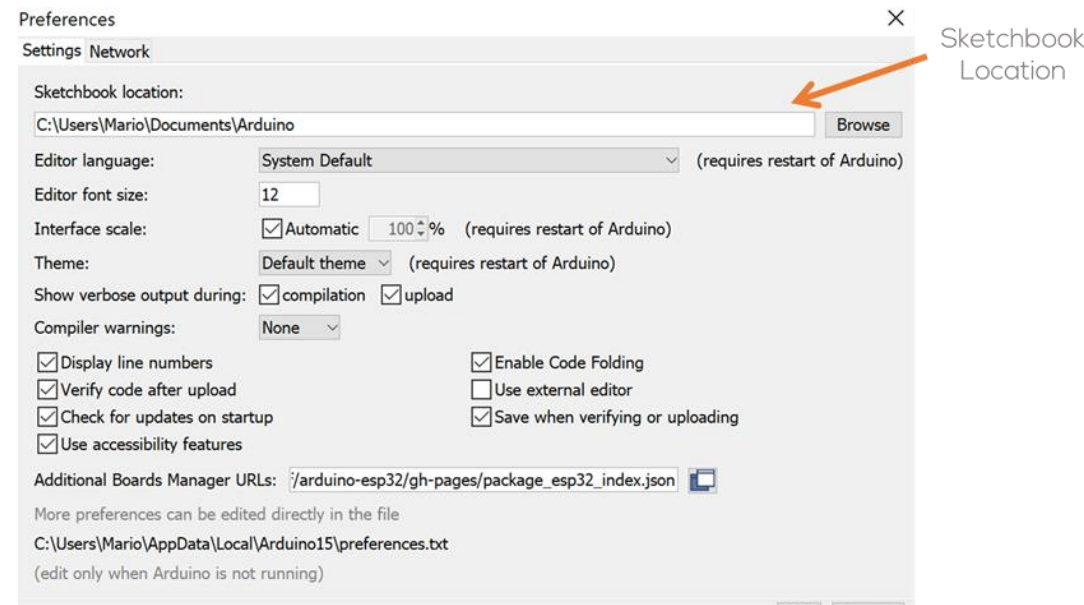 Preferences
Settings Network
Sketchbook
Location
Sketchbook location:
C:\Users\Mario\Documents\Arduino Browse
Editor language: System Default (requires restart of Arduino)
Editor font size: 12
Interface scale: Automatic 100 % (requires restart of Arduino)
Theme: Default theme (requires restart of Arduino)
Show verbose output during: compilation upload
Compiler warnings: None
Display line numbers Enable Code Folding
Verify code after upload Use external editor
Check for updates on startup Save when verifying or uploading
Use accessibility features
Additional Boards Manager URLs: /arduino-esp32/gh-pages/package_esp32_index.json
More preferences can be edited directly in the file
C:\Users\Mario\AppData\Local\Arduino15\preferences.txt
(edit only when Arduino is not running)